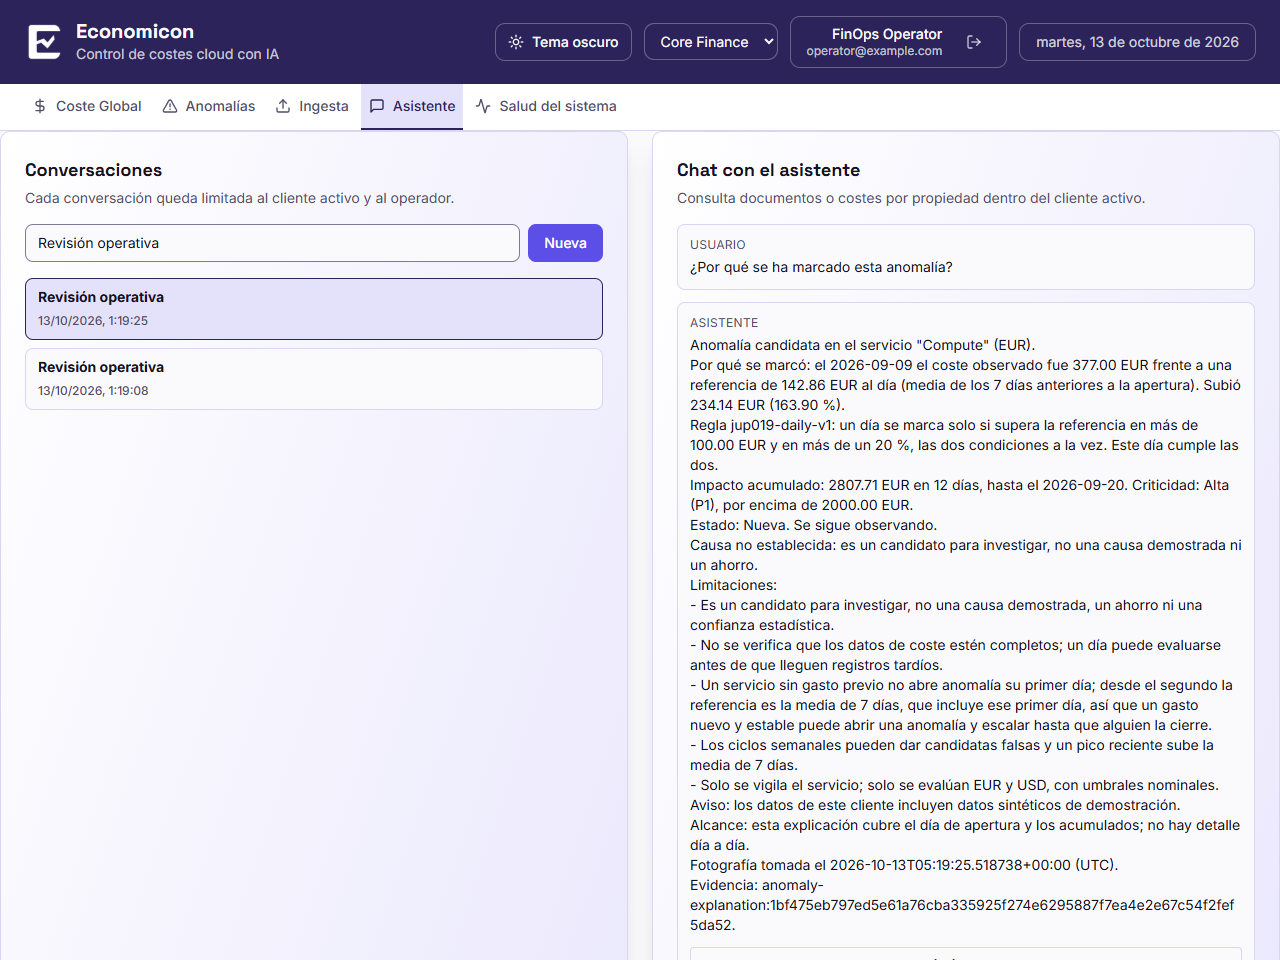 Economicon
Control de costes cloud con IA
Tema oscuro
Core Finance
FinOps Operator
operator@example.com
martes, 13 de octubre de 2026
Coste Global
Anomalías
Ingesta
Asistente
Salud del sistema
Conversaciones
Cada conversación queda limitada al cliente activo y al operador.
Revisión operativa
Nueva
Revisión operativa
13/10/2026, 1:19:25
Revisión operativa
13/10/2026, 1:19:08
Chat con el asistente
Consulta documentos o costes por propiedad dentro del cliente activo.
USUARIO
¿Por qué se ha marcado esta anomalía?
ASISTENTE
Anomalía candidata en el servicio "Compute" (EUR).
Por qué se marcó: el 2026-09-09 el coste observado fue 377.00 EUR frente a una
referencia de 142.86 EUR al día (media de los 7 días anteriores a la apertura). Subió
234.14 EUR (163.90 %).
Regla jup019-daily-v1: un día se marca solo si supera la referencia en más de
100.00 EUR y en más de un 20 %, las dos condiciones a la vez. Este día cumple las
dos.
Impacto acumulado: 2807.71 EUR en 12 días, hasta el 2026-09-20. Criticidad: Alta
(P1), por encima de 2000.00 EUR.
Estado: Nueva. Se sigue observando.
Causa no establecida: es un candidato para investigar, no una causa demostrada ni
un ahorro.
Limitaciones:
- Es un candidato para investigar, no una causa demostrada, un ahorro ni una
confianza estadística.
- No se verifica que los datos de coste estén completos; un día puede evaluarse
antes de que lleguen registros tardíos.
- Un servicio sin gasto previo no abre anomalía su primer día; desde el segundo la
referencia es la media de 7 días, que incluye ese primer día, así que un gasto
nuevo y estable puede abrir una anomalía y escalar hasta que alguien la cierre.
- Los ciclos semanales pueden dar candidatas falsas y un pico reciente sube la
media de 7 días.
- Solo se vigila el servicio; solo se evalúan EUR y USD, con umbrales nominales.
Aviso: los datos de este cliente incluyen datos sintéticos de demostración.
Alcance: esta explicación cubre el día de apertura y los acumulados; no hay detalle
día a día.
Fotografía tomada el 2026-10-13T05:19:25.518738+00:00 (UTC).
Evidencia: anomaly-
explanation:1bf475eb797ed5e61a76cba335925f274e6295887f7ea4e2e67c54f2fef
5da52.